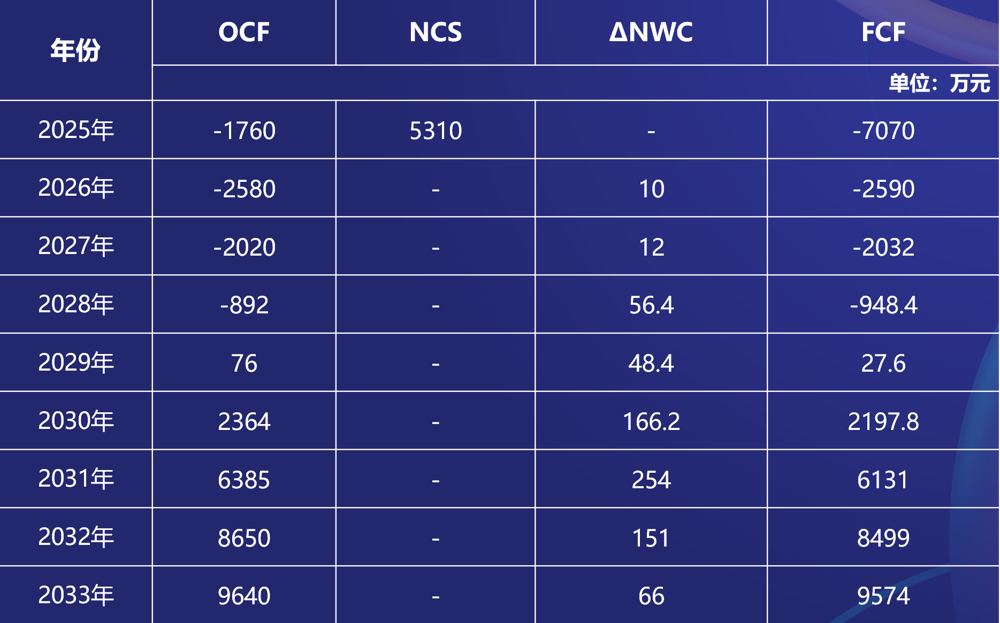 年份 OCF NCS ΔNWC FCF
单位：万元
2025年 -1760 5310 - -7070
2026年 -2580 - 10 -2590
2027年 -2020 - 12 -2032
2028年 -892 - 56.4 -948.4
2029年 76 - 48.4 27.6
2030年 2364 - 166.2 2197.8
2031年 6385 - 254 6131
2032年 8650 - 151 8499
2033年 9640 - 66 9574